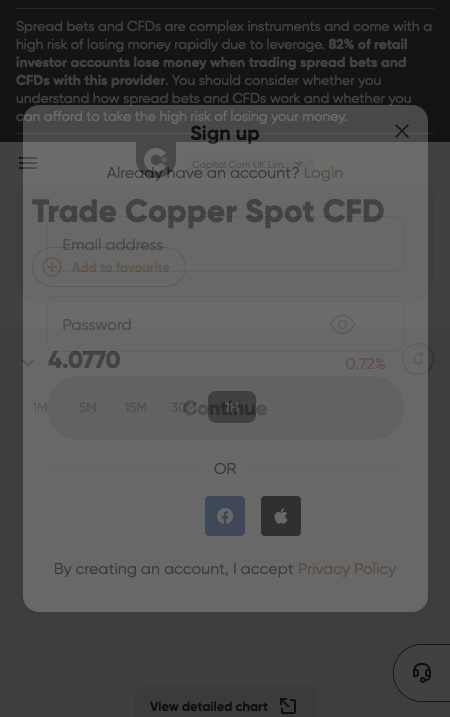 Spread bets and CFDs are complex instruments and come with a
high risk of losing money rapidly due to leverage. 82% of retail
investor accounts lose money when trading spread bets and
CFDs with this provider. You should consider whether you
understand how spread bets and CFDs work and whether you
can afford to take the high risk of losing your money.
Sign up
Capital Com UK Lim...
Already have an account? Login
Trade Copper Spot CFD
Email address
Add to favourite
Password
4.0770
0.72%
1M 5M 15M 30M 1H
Continue
OR
By creating an account, I accept Privacy Policy
View detailed chart